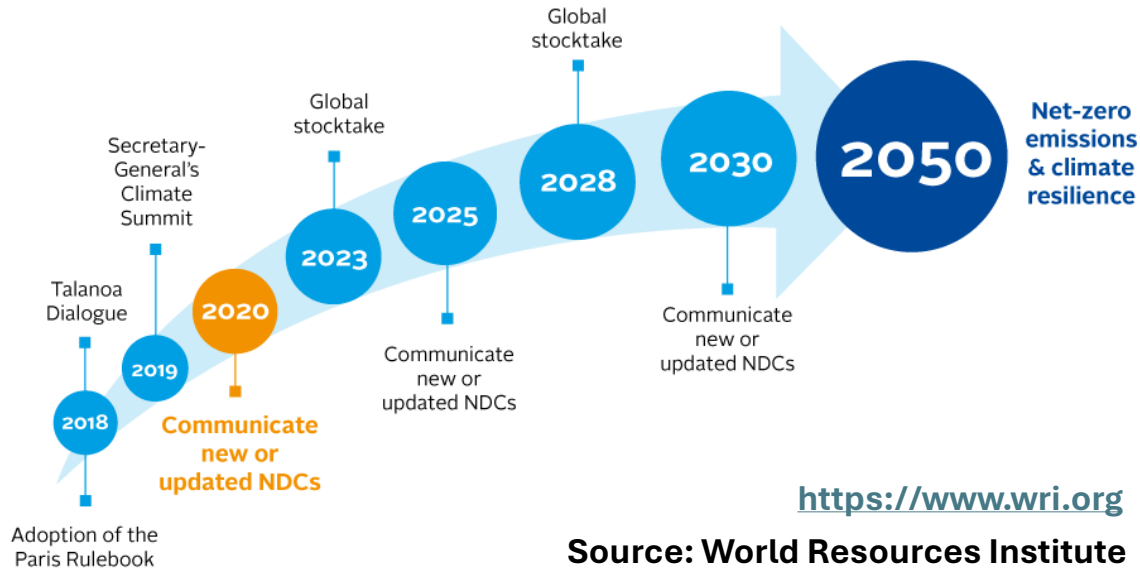 Talanoa
Dialogue
2018
Adoption of the
Paris Rulebook
Secretary-
General's
Climate
Summit
2019
2020
Communicate
new or
updated NDCs
Global
stocktake
2023
2025
Communicate
new or
updated NDCs
Global
stocktake
2028
2030
Communicate
new or
updated NDCs
2050
Net-zero
emissions
& climate
resilience
https://www.wri.org
Source: World Resources Institute